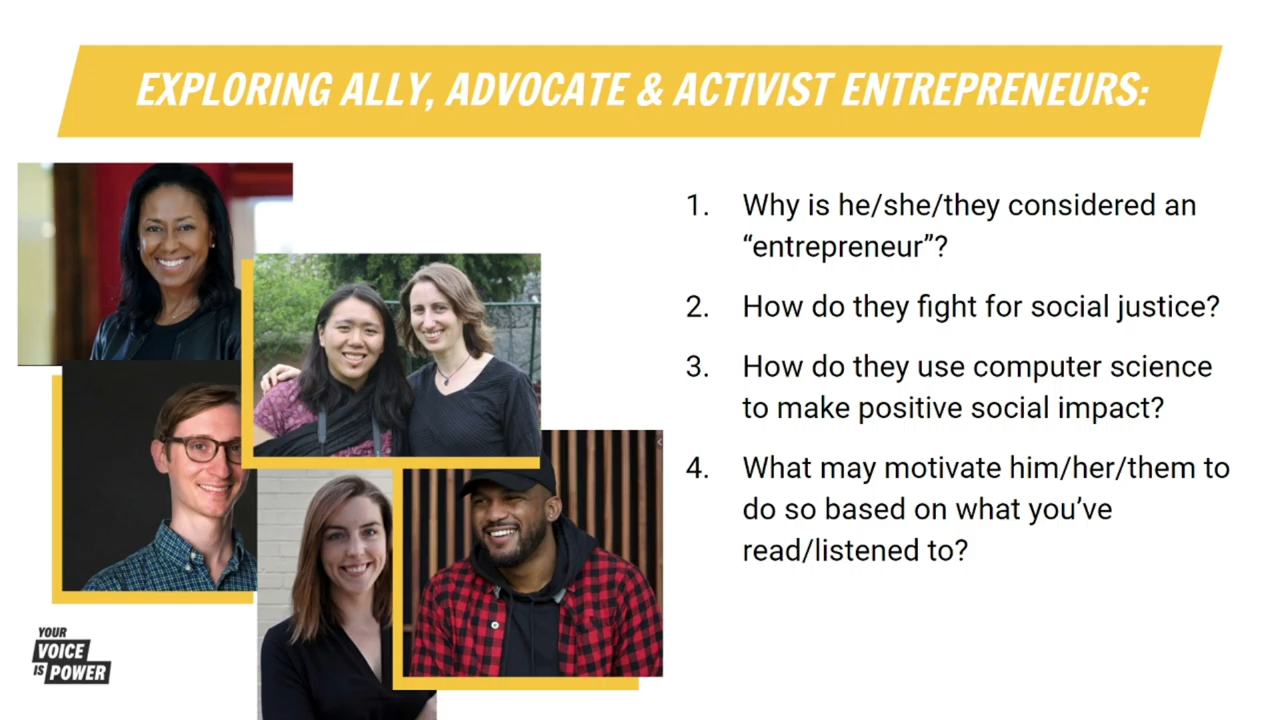 EXPLORING ALLY, ADVOCATE & ACTIVIST ENTREPRENEURS:
1. Why is he/she/they considered an
“entrepreneur”?
2. How do they fight for social justice?
3. How do they use computer science
to make positive social impact?
4. What may motivate him/her/them to
do so based on what you’ve
read/listened to?
YOUR
VOICE
IS POWER